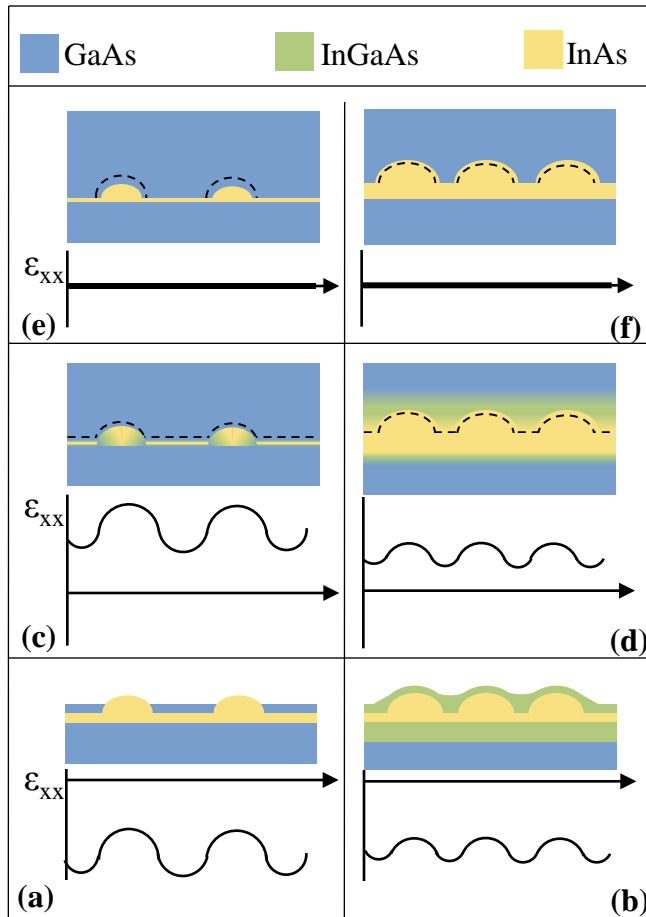 GaAs InGaAs InAs
εxx
(e) (f)
εxx
(c) (d)
εxx
(a) (b)